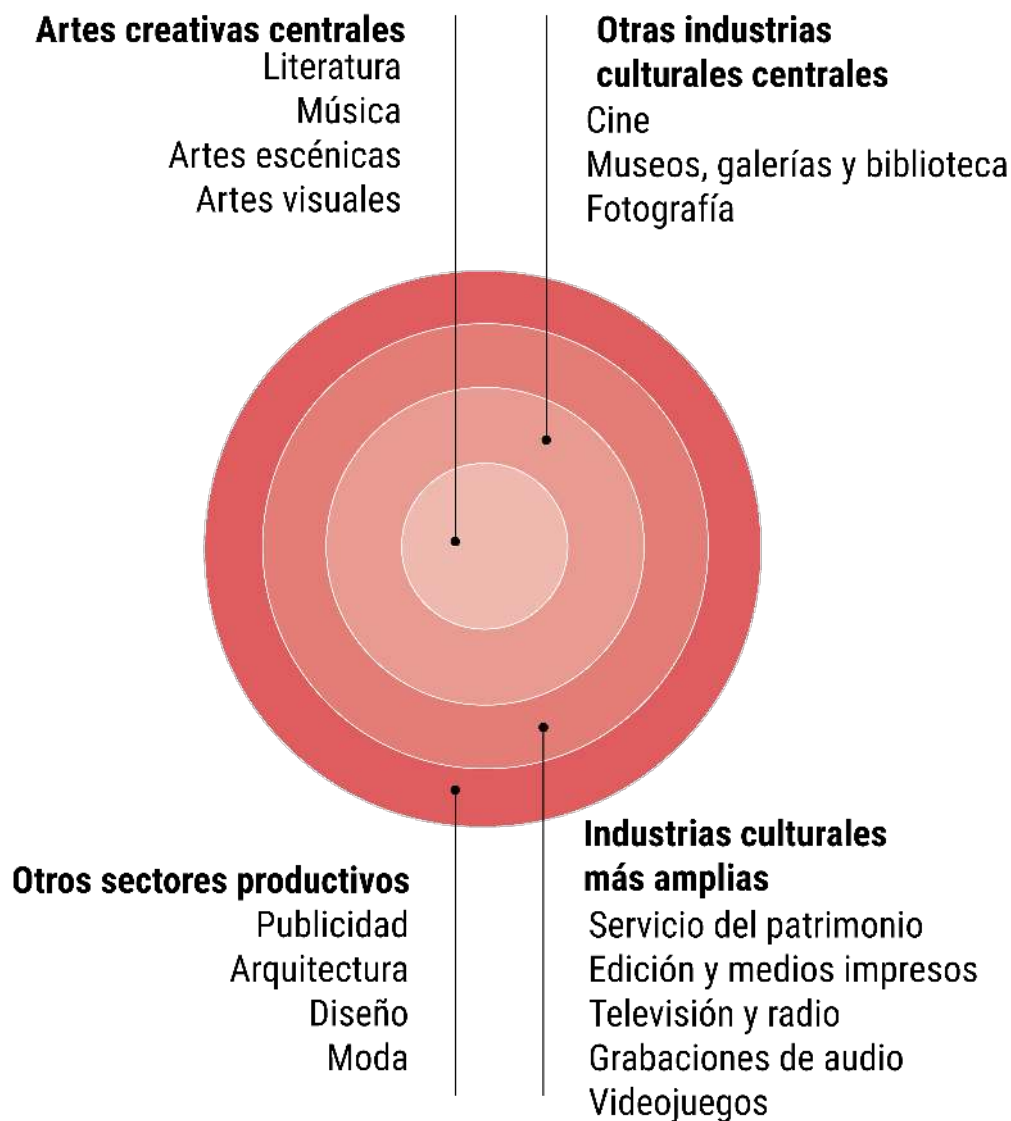 Artes creativas centrales
Literatura
Música
Artes escénicas
Artes visuales
Otras industrias
culturales centrales
Cine
Museos, galerías y biblioteca
Fotografía
Otros sectores productivos
Publicidad
Arquitectura
Diseño
Moda
Industrias culturales
más amplias
Servicio del patrimonio
Edición y medios impresos
Televisión y radio
Grabaciones de audio
Videojuegos